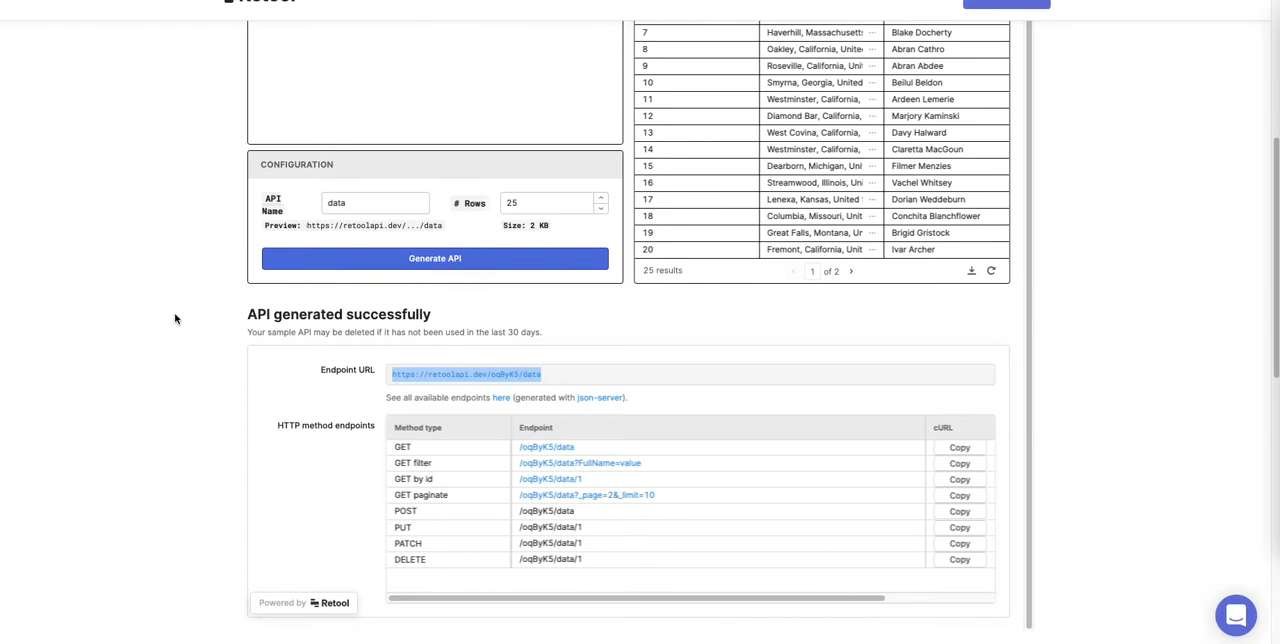 7 Haverhill, Massachusetts ··· Blake Docherty
8 Oakley, California, Unite ··· Abran Cathro
9 Roseville, California, Uni ··· Abran Abdee
10 Smyrna, Georgia, United ··· Beilul Beldon
11 Westminster, California, ··· Ardeen Lemerie
12 Diamond Bar, California, ··· Marjory Kaminski
13 West Covina, California, ··· Davy Halward
14 Westminster, California, ··· Claretta MacGoun
15 Dearborn, Michigan, Uni ··· Filmer Menzies
16 Streamwood, Illinois, Uni ··· Vachel Whitsey
17 Lenexa, Kansas, United ··· Dorian Weddeburn
18 Columbia, Missouri, Unit ··· Conchita Blanchflower
19 Great Falls, Montana, Ur ··· Brigid Gristock
20 Fremont, California, Unit ··· Ivar Archer
25 results 1 of 2
CONFIGURATION
API Name data # Rows 25
Preview: https://retoolapi.dev/.../data Size: 2 KB
Generate API
API generated successfully
Your sample API may be deleted if it has not been used in the last 30 days.
Endpoint URL https://retoolapi.dev/oqByK5/data
See all available endpoints here (generated with json-server).
HTTP method endpoints
Method type Endpoint cURL
GET /oqByK5/data Copy
GET filter /oqByK5/data?FullName=value Copy
GET by id /oqByK5/data/1 Copy
GET paginate /oqByK5/data?_page=2&_limit=10 Copy
POST /oqByK5/data Copy
PUT /oqByK5/data/1 Copy
PATCH /oqByK5/data/1 Copy
DELETE /oqByK5/data/1 Copy
Powered by Retool